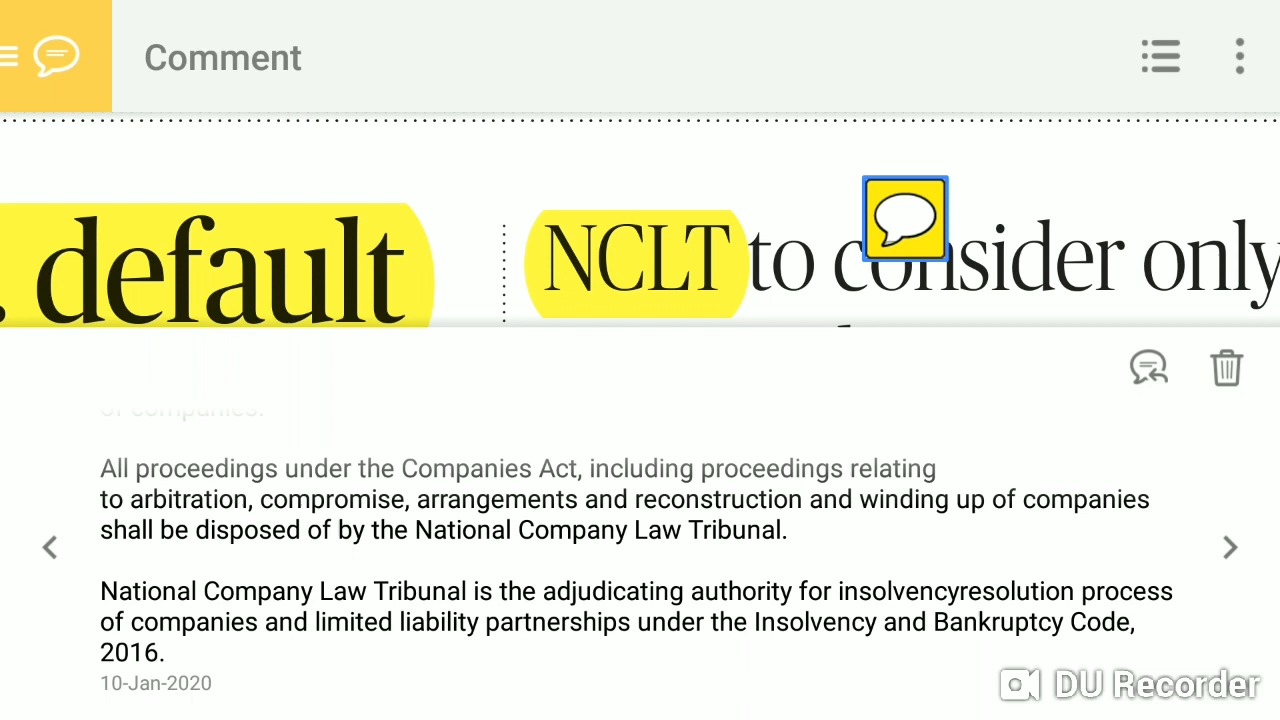 Comment
. default
NCLT to consider only
of companies.
All proceedings under the Companies Act, including proceedings relating
to arbitration, compromise, arrangements and reconstruction and winding up of companies
shall be disposed of by the National Company Law Tribunal.
National Company Law Tribunal is the adjudicating authority for insolvencyresolution process
of companies and limited liability partnerships under the Insolvency and Bankruptcy Code,
2016.
10-Jan-2020
DU Recorder